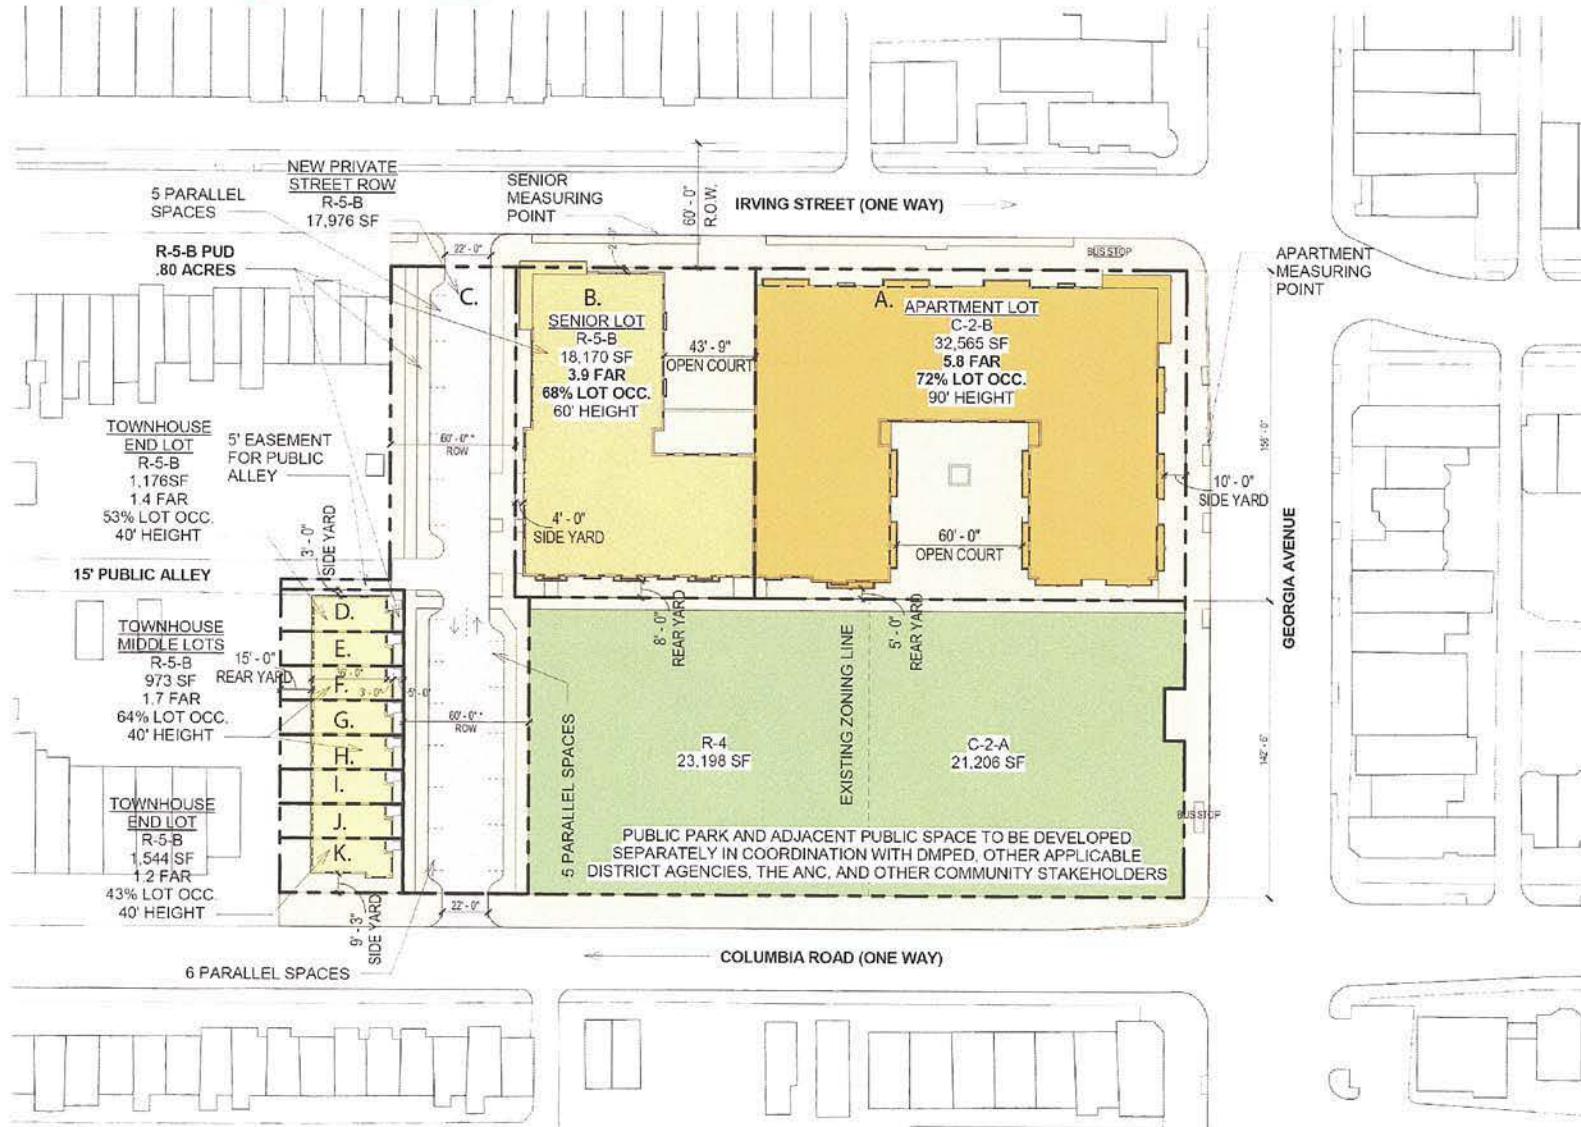 NEW PRIVATE
STREET ROW
R-5-B
17,976 SF
5 PARALLEL
SPACES
SENIOR
MEASURING
POINT
60' - 0"
R.O.W.
IRVING STREET (ONE WAY)
R-5-B PUD
.80 ACRES
22' - 0"
BUS STOP
APARTMENT
MEASURING
POINT
C.
B.
SENIOR LOT
R-5-B
18,170 SF
3.9 FAR
68% LOT OCC.
60' HEIGHT
43' - 9"
OPEN COURT
A.
APARTMENT LOT
C-2-B
32,565 SF
5.8 FAR
72% LOT OCC.
90' HEIGHT
TOWNHOUSE
END LOT
R-5-B
1,176SF
1.4 FAR
53% LOT OCC.
40' HEIGHT
5' EASEMENT
FOR PUBLIC
ALLEY
60' - 0" *
ROW
156' - 0"
10' - 0"
SIDE YARD
4' - 0"
SIDE YARD
60' - 0"
OPEN COURT
3' - 0"
SIDE YARD
15' PUBLIC ALLEY
GEORGIA AVENUE
D.
E.
F.
G.
H.
I.
J.
K.
TOWNHOUSE
MIDDLE LOTS
R-5-B
973 SF
1.7 FAR
64% LOT OCC.
40' HEIGHT
15' - 0"
REAR YARD
3' - 0"
5' - 0"
8' - 0"
REAR YARD
5' - 0"
REAR YARD
60' - 0" *
ROW
5 PARALLEL SPACES
R-4
23,198 SF
EXISTING ZONING LINE
C-2-A
21,206 SF
142' - 6"
TOWNHOUSE
END LOT
R-5-B
1,544 SF
1.2 FAR
43% LOT OCC.
40' HEIGHT
BUS STOP
PUBLIC PARK AND ADJACENT PUBLIC SPACE TO BE DEVELOPED
SEPARATELY IN COORDINATION WITH DMPED, OTHER APPLICABLE
DISTRICT AGENCIES, THE ANC, AND OTHER COMMUNITY STAKEHOLDERS
22' - 0"
9' - 3"
SIDE YARD
COLUMBIA ROAD (ONE WAY)
6 PARALLEL SPACES